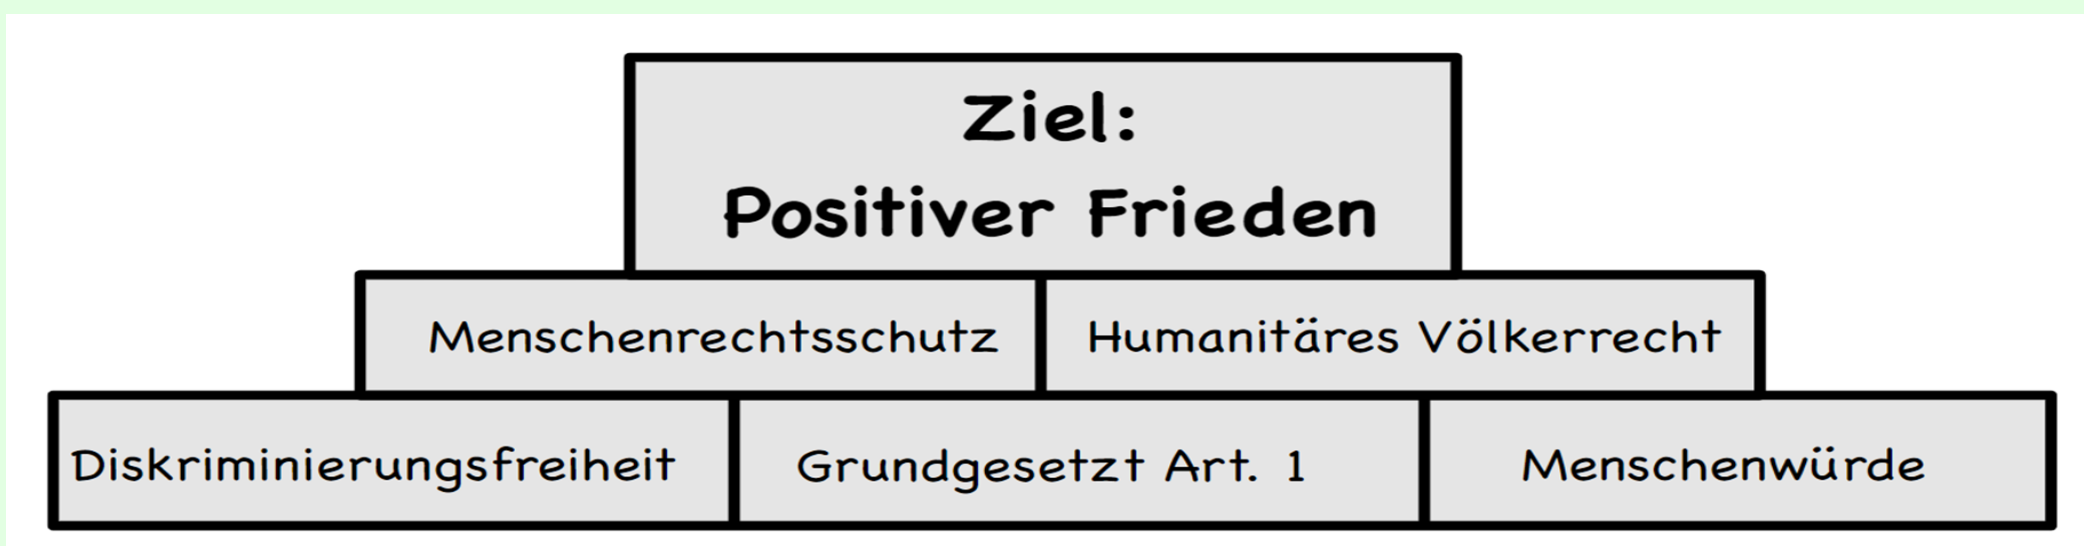 Ziel:
Positiver Frieden
Menschenrechtsschutz
Humanitäres Völkerrecht
Diskriminierungsfreiheit
Grundgesetzt Art. 1
Menschenwürde